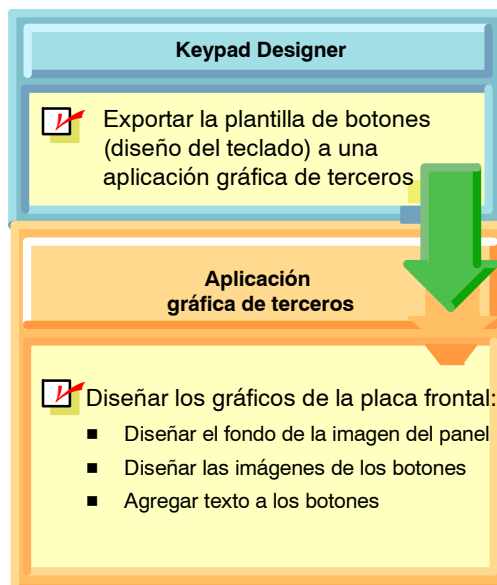 Keypad Designer
Exportar la plantilla de botones
(diseño del teclado) a una
aplicación gráfica de terceros
Aplicación
gráfica de terceros
Diseñar los gráficos de la placa frontal:
■ Diseñar el fondo de la imagen del panel
■ Diseñar las imágenes de los botones
■ Agregar texto a los botones